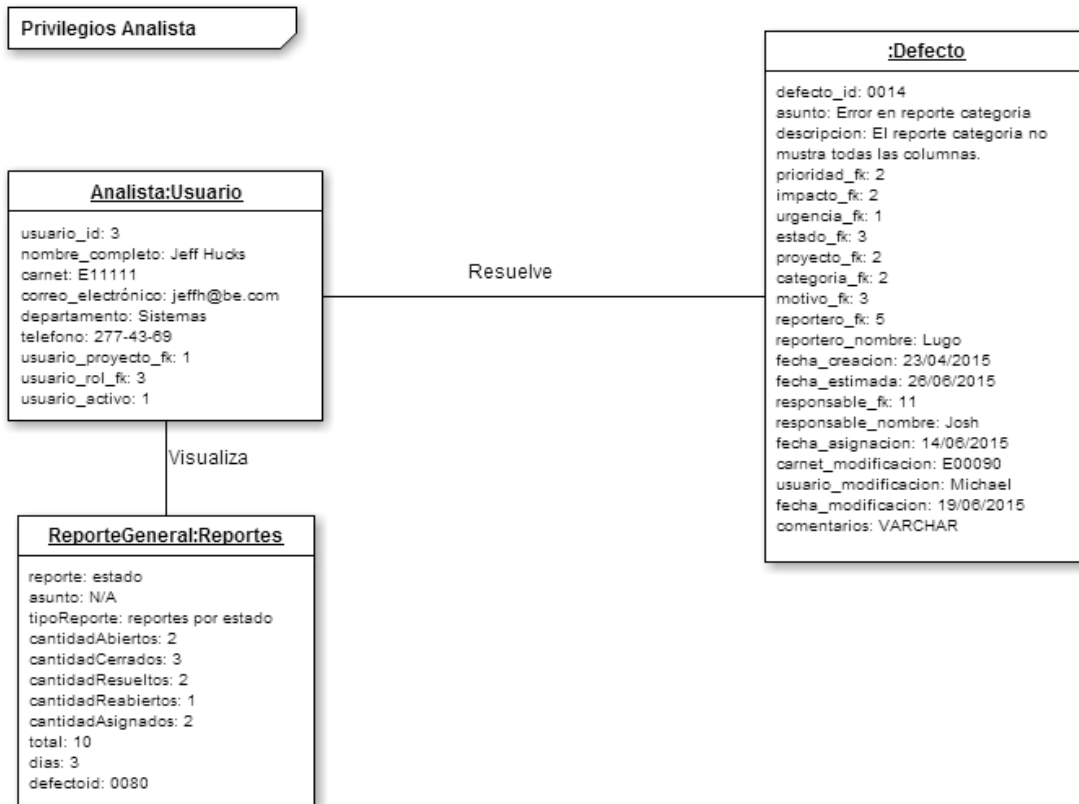 Privilegios Analista
:Defecto
defecto_id: 0014
asunto: Error en reporte categoria
descripcion: El reporte categoria no
mustra todas las columnas.
prioridad_fk: 2
impacto_fk: 2
urgencia_fk: 1
estado_fk: 3
proyecto_fk: 2
categoria_fk: 2
motivo_fk: 3
reportero_fk: 5
reportero_nombre: Lugo
fecha_creacion: 23/04/2015
fecha_estimada: 26/06/2015
responsable_fk: 11
responsable_nombre: Josh
fecha_asignacion: 14/06/2015
carnet_modificacion: E00090
usuario_modificacion: Michael
fecha_modificacion: 19/06/2015
comentarios: VARCHAR
Analista:Usuario
usuario_id: 3
nombre_completo: Jeff Hucks
carnet: E11111
correo_electrónico: jeffh@be.com
departamento: Sistemas
telefono: 277-43-69
usuario_proyecto_fk: 1
usuario_rol_fk: 3
usuario_activo: 1
Resuelve
Visualiza
ReporteGeneral:Reportes
reporte: estado
asunto: N/A
tipoReporte: reportes por estado
cantidadAbiertos: 2
cantidadCerrados: 3
cantidadResueltos: 2
cantidadReabiertos: 1
cantidadAsignados: 2
total: 10
dias: 3
defectoid: 0080